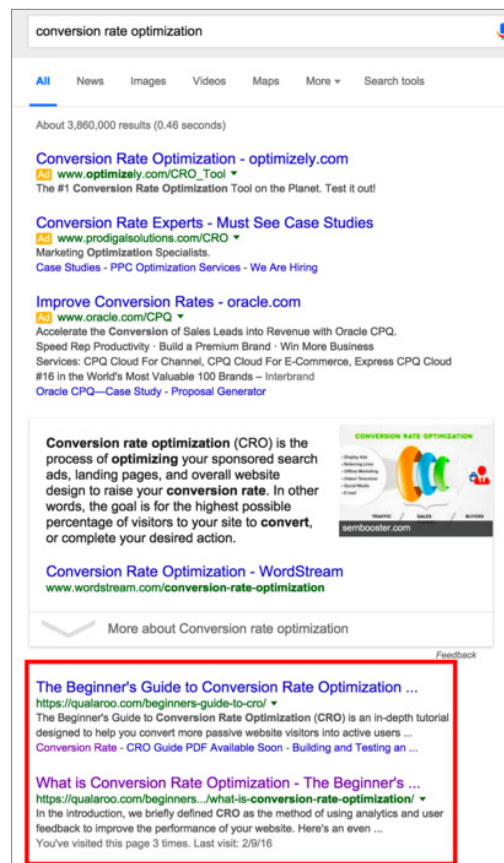 conversion rate optimization
All News Images Videos Maps More Search tools
About 3,860,000 results (0.46 seconds)
Conversion Rate Optimization - optimizely.com
Ad www.optimizely.com/CRO_Tool
The #1 Conversion Rate Optimization Tool on the Planet. Test it out!
Conversion Rate Experts - Must See Case Studies
Ad www.prodigalsolutions.com/CRO
Marketing Optimization Specialists.
Case Studies - PPC Optimization Services - We Are Hiring
Improve Conversion Rates - oracle.com
Ad www.oracle.com/CPQ
Accelerate the Conversion of Sales Leads into Revenue with Oracle CPQ.
Speed Rep Productivity · Build a Premium Brand · Win More Business
Services: CPQ Cloud For Channel, CPQ Cloud For E-Commerce, Express CPQ Cloud
#16 in the World's Most Valuable 100 Brands – Interbrand
Oracle CPQ—Case Study - Proposal Generator
Conversion rate optimization (CRO) is the
process of optimizing your sponsored search
ads, landing pages, and overall website
design to raise your conversion rate. In other
words, the goal is for the highest possible
percentage of visitors to your site to convert,
or complete your desired action.
CONVERSION RATE OPTIMIZATION
- Display Ads
- Referring Links
- Offline Marketing
- Video/ Television
- Social Media
- E-mail
TRAFFIC / SALES / BUYERS
sembooster.com
Conversion Rate Optimization - WordStream
www.wordstream.com/conversion-rate-optimization
More about Conversion rate optimization
Feedback
The Beginner's Guide to Conversion Rate Optimization ...
https://qualaroo.com/beginners-guide-to-cro/
The Beginner's Guide to Conversion Rate Optimization (CRO) is an in-depth tutorial
designed to help you convert more passive website visitors into active users ...
Conversion Rate - CRO Guide PDF Available Soon - Building and Testing an ...
What is Conversion Rate Optimization - The Beginner's ...
https://qualaroo.com/beginners.../what-is-conversion-rate-optimization/
In the introduction, we briefly defined CRO as the method of using analytics and user
feedback to improve the performance of your website. Here's an even ...
You've visited this page 3 times. Last visit: 2/9/16